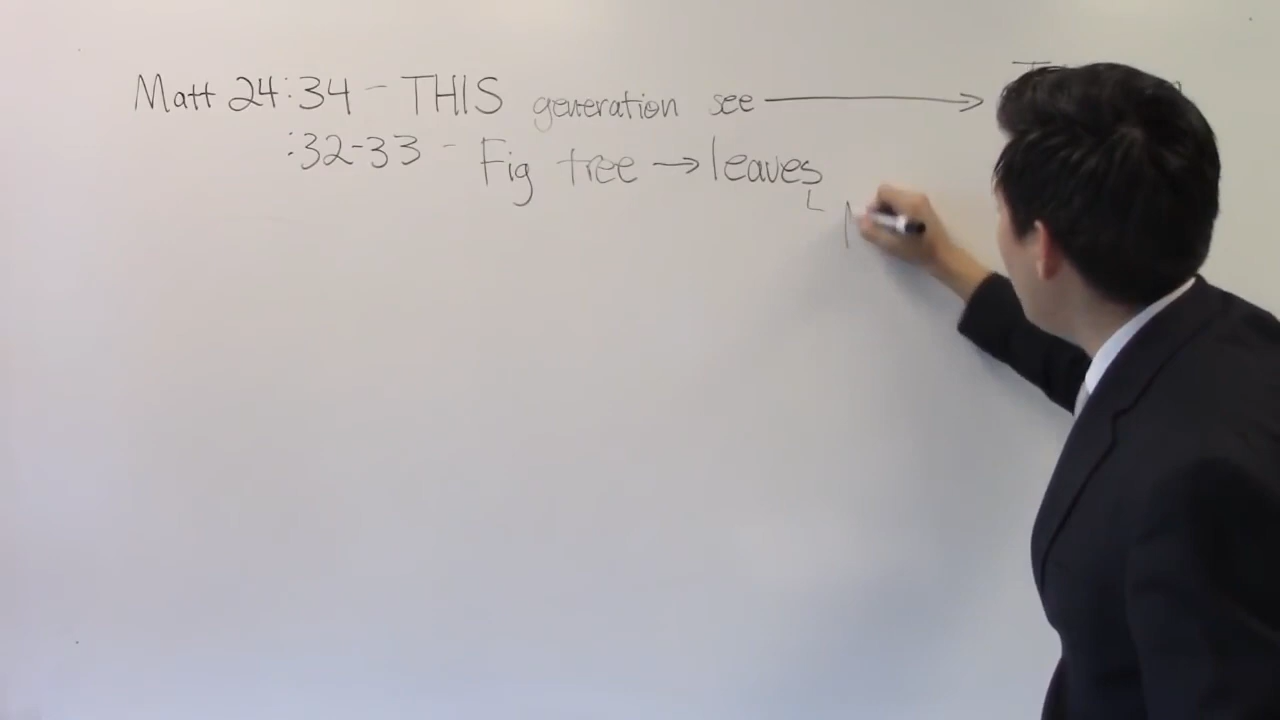 Matt 24:34 - THIS generation see →
:32-33 - Fig tree → leaves